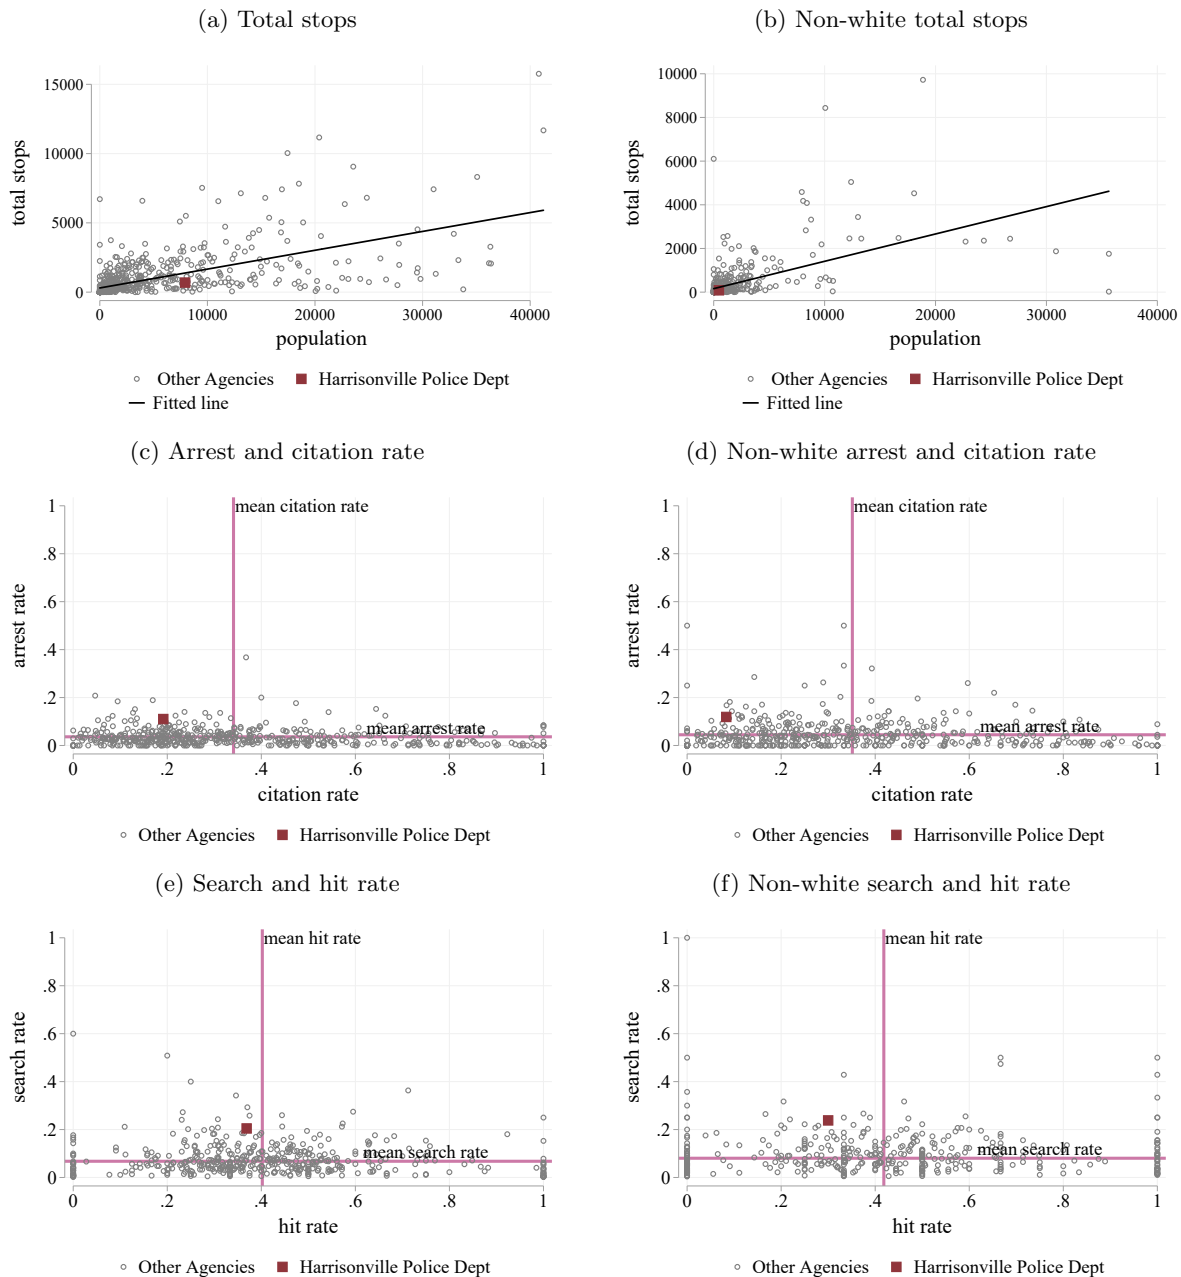 (a) Total stops
(b) Non-white total stops
total stops
15000
10000
5000
0
0 10000 20000 30000 40000
population
Other Agencies Harrisonville Police Dept
Fitted line
total stops
10000
8000
6000
4000
2000
0
0 10000 20000 30000 40000
population
Other Agencies Harrisonville Police Dept
Fitted line
(c) Arrest and citation rate
(d) Non-white arrest and citation rate
arrest rate
1
.8
.6
.4
.2
0
mean citation rate
mean arrest rate
0 .2 .4 .6 .8 1
citation rate
Other Agencies Harrisonville Police Dept
arrest rate
1
.8
.6
.4
.2
0
mean citation rate
mean arrest rate
0 .2 .4 .6 .8 1
citation rate
Other Agencies Harrisonville Police Dept
(e) Search and hit rate
(f) Non-white search and hit rate
search rate
1
.8
.6
.4
.2
0
mean hit rate
mean search rate
0 .2 .4 .6 .8 1
hit rate
Other Agencies Harrisonville Police Dept
search rate
1
.8
.6
.4
.2
0
mean hit rate
mean search rate
0 .2 .4 .6 .8 1
hit rate
Other Agencies Harrisonville Police Dept